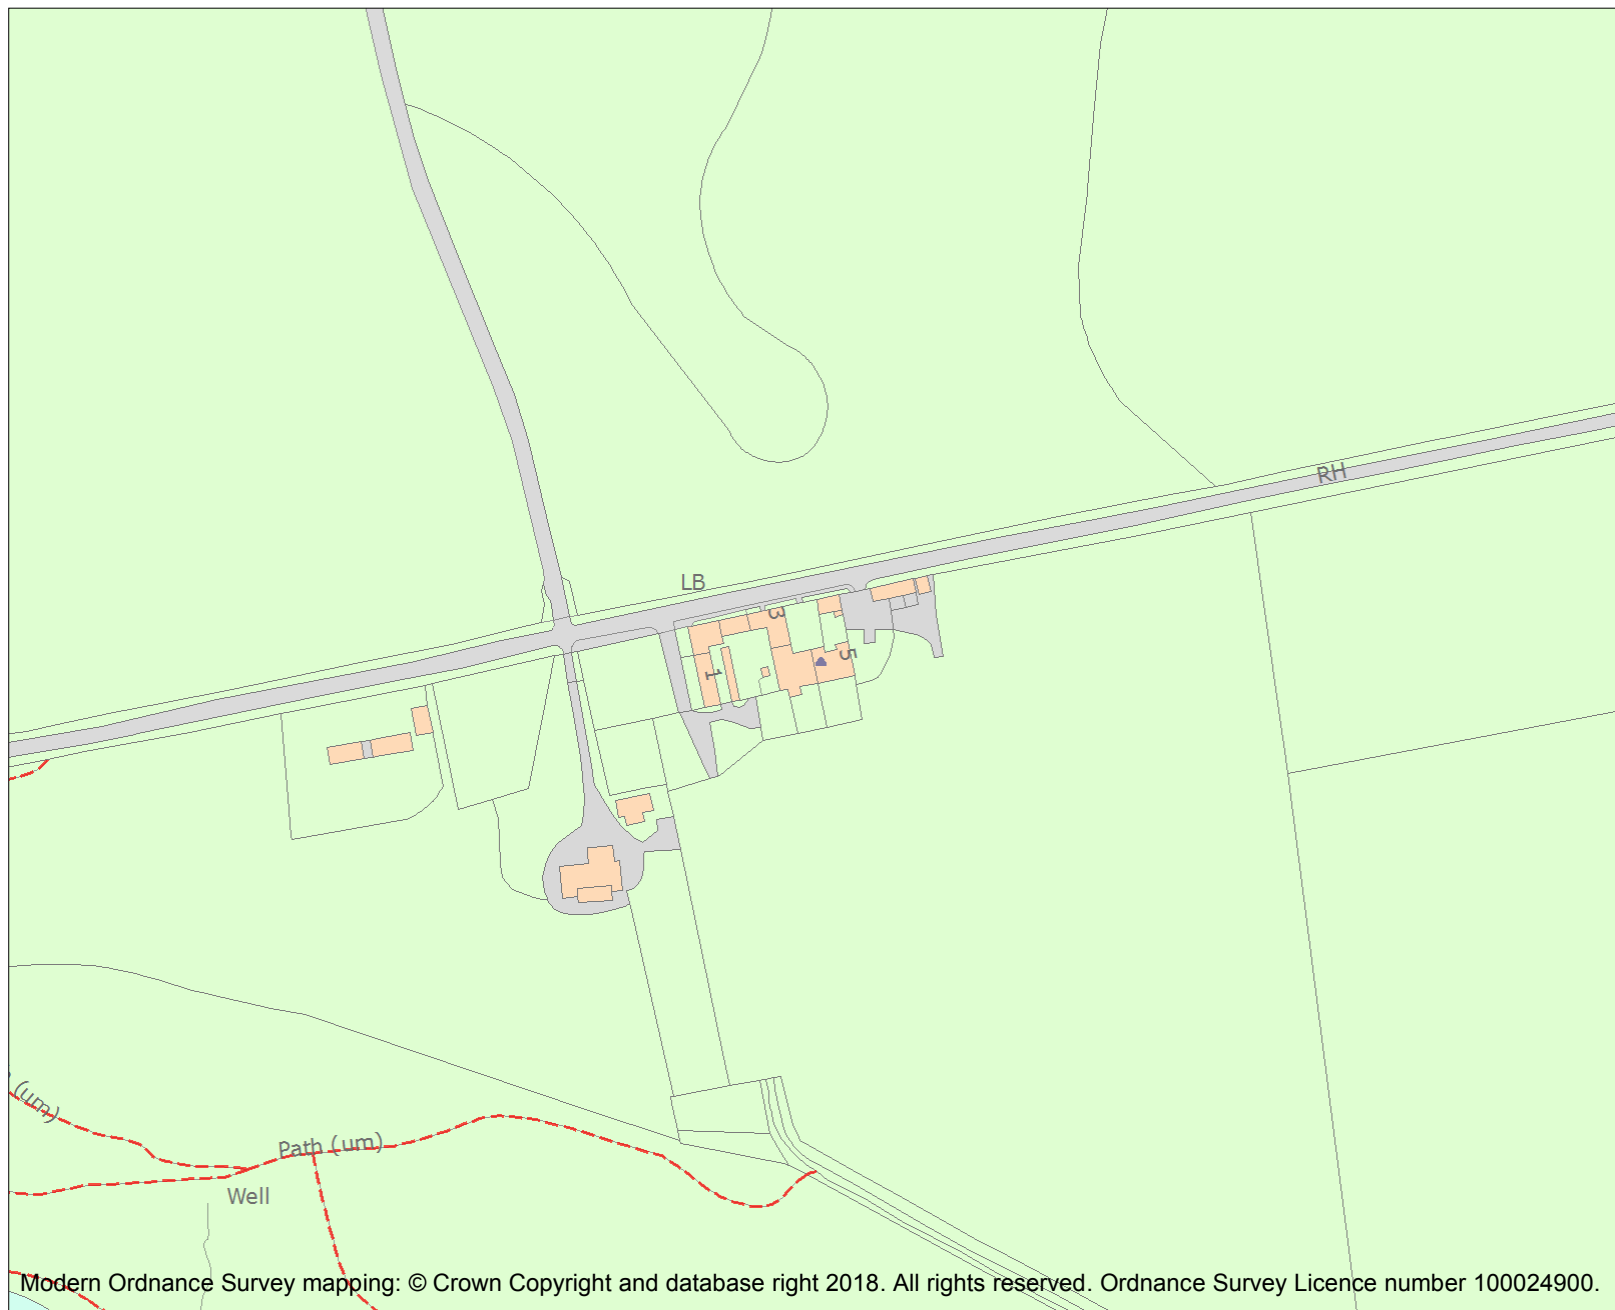 RH
LB
3
5
1
(um)
Path (um)
Well
Modern Ordnance Survey mapping: © Crown Copyright and database right 2018. All rights reserved. Ordnance Survey Licence number 100024900.